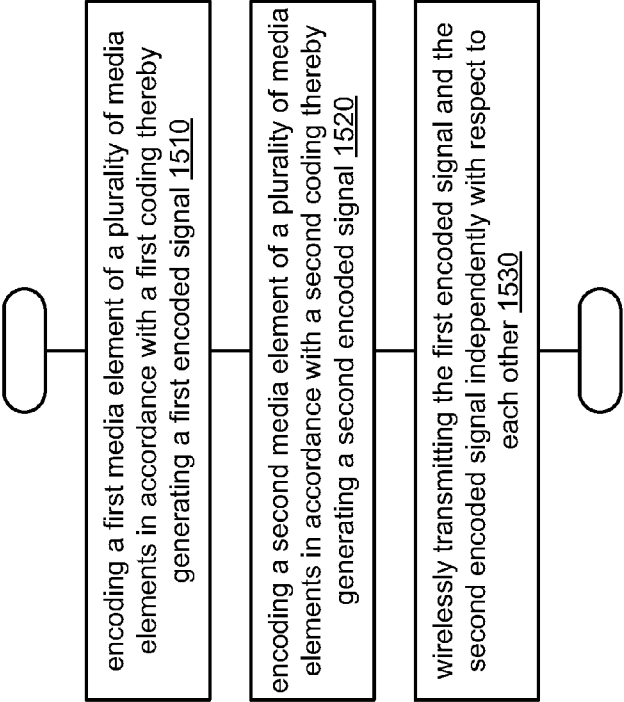 encoding a first media element of a plurality of media
elements in accordance with a first coding thereby
generating a first encoded signal 1510
encoding a second media element of a plurality of media
elements in accordance with a second coding thereby
generating a second encoded signal 1520
wirelessly transmitting the first encoded signal and the
second encoded signal independently with respect to
each other 1530